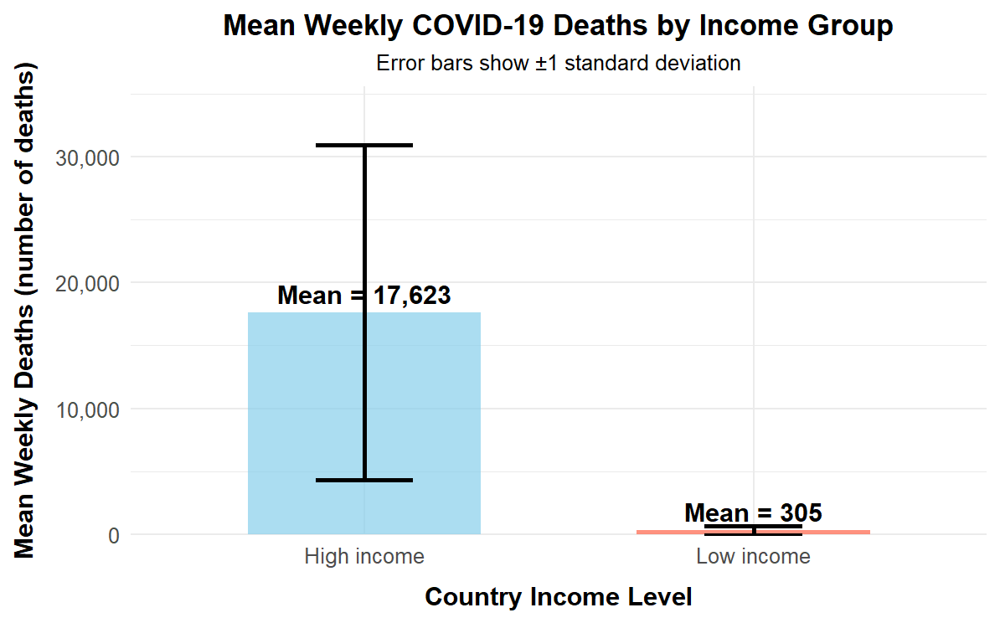 Mean Weekly COVID-19 Deaths by Income Group
Error bars show ±1 standard deviation
Mean Weekly Deaths (number of deaths)
30,000
20,000
10,000
0
Mean = 17,623
Mean = 305
High income
Low income
Country Income Level